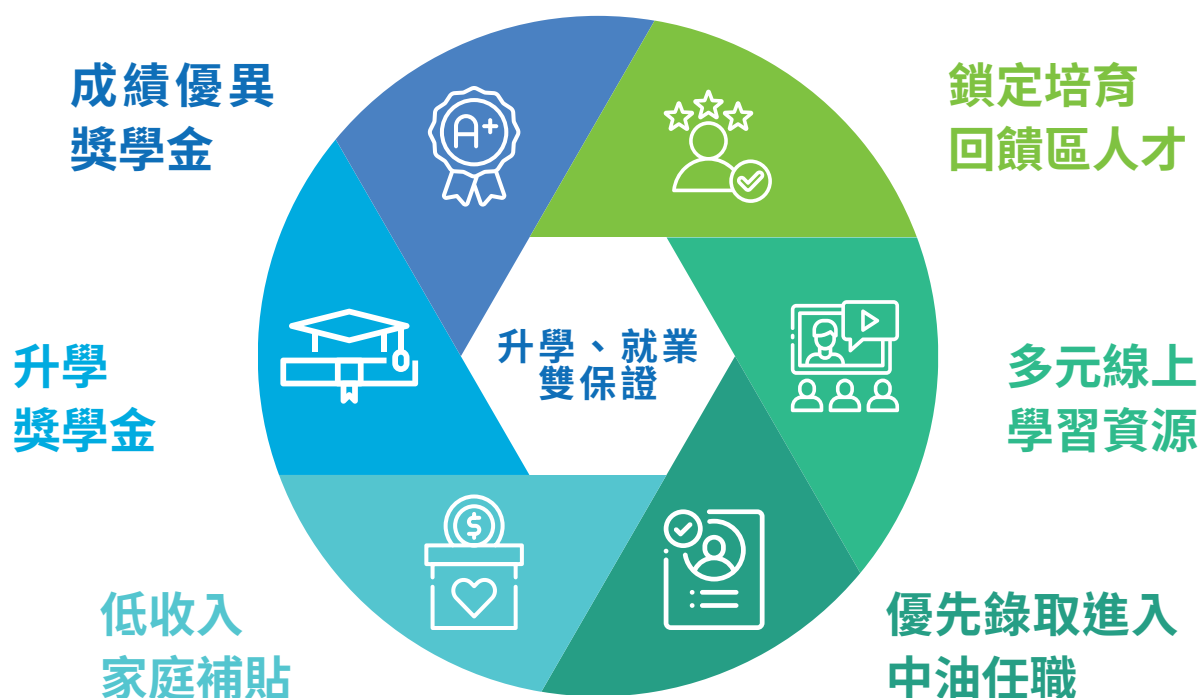 成績優異
獎學金
鎖定培育
回饋區人才
A+
升學、就業
雙保證
升學
獎學金
多元線上
學習資源
$
低收入
家庭補貼
優先錄取進入
中油任職